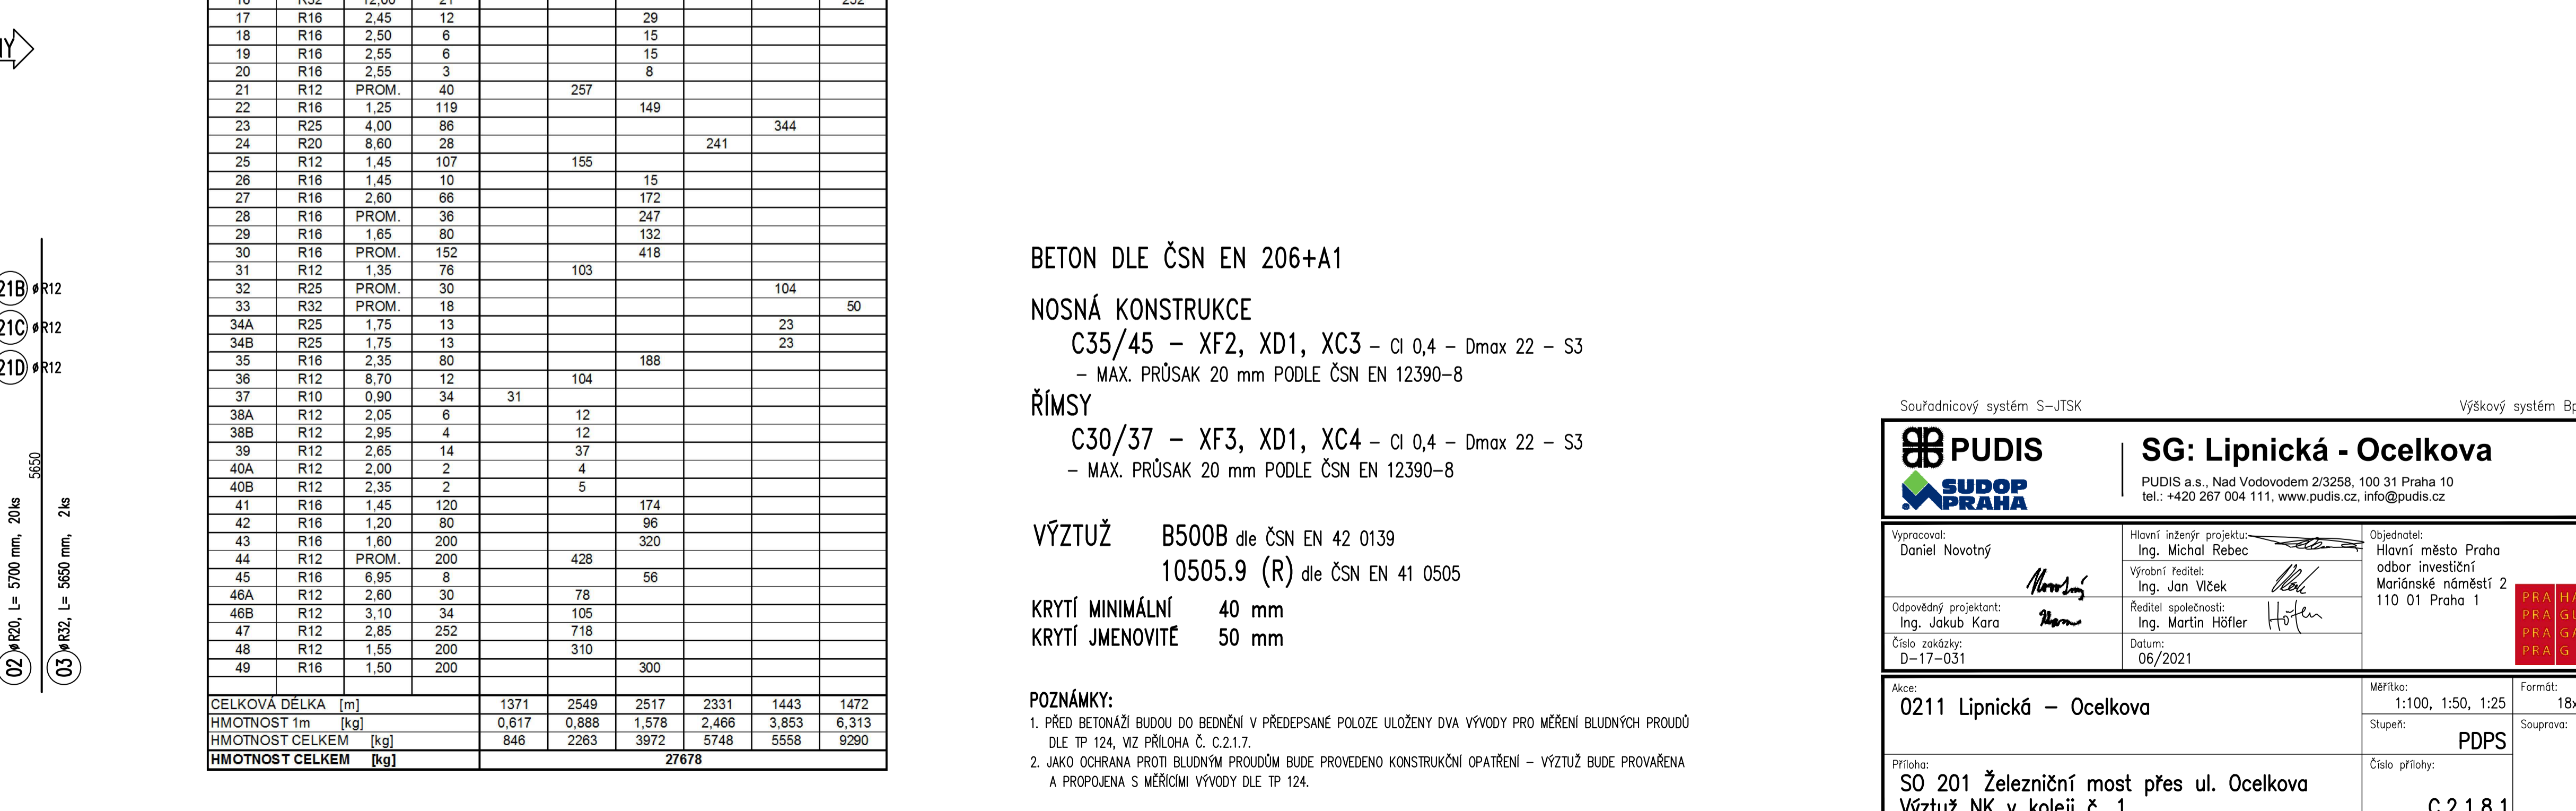 16 R32 12,00 21 252
17 R16 2,45 12 29
18 R16 2,50 6 15
19 R16 2,55 6 15
20 R16 2,55 3 8
21 R12 PROM. 40 257
22 R16 1,25 119 149
23 R25 4,00 86 344
24 R20 8,60 28 241
25 R12 1,45 107 155
26 R16 1,45 10 15
27 R16 2,60 66 172
28 R16 PROM. 36 247
29 R16 1,65 80 132
30 R16 PROM. 152 418
31 R12 1,35 76 103
32 R25 PROM. 30 104
33 R32 PROM. 18 50
34A R25 1,75 13 23
34B R25 1,75 13 23
35 R16 2,35 80 188
36 R12 8,70 12 104
37 R10 0,90 34 31
38A R12 2,05 6 12
38B R12 2,95 4 12
39 R12 2,65 14 37
40A R12 2,00 2 4
40B R12 2,35 2 5
41 R16 1,45 120 174
42 R16 1,20 80 96
43 R16 1,60 200 320
44 R12 PROM. 200 428
45 R16 6,95 8 56
46A R12 2,60 30 78
46B R12 3,10 34 105
47 R12 2,85 252 718
48 R12 1,55 200 310
49 R16 1,50 200 300
CELKOVÁ DÉLKA [m] 1371 2549 2517 2331 1443 1472
HMOTNOST 1m [kg] 0,617 0,888 1,578 2,466 3,853 6,313
HMOTNOST CELKEM [kg] 846 2263 3972 5748 5558 9290
HMOTNOST CELKEM [kg] 27678
21B øR12
21C øR12
21D øR12
5650
02 øR20, L= 5700 mm, 20ks
03 øR32, L= 5650 mm, 2ks
BETON DLE ČSN EN 206+A1
NOSNÁ KONSTRUKCE
C35/45 – XF2, XD1, XC3 – Cl 0,4 – Dmax 22 – S3
– MAX. PRŮSAK 20 mm PODLE ČSN EN 12390–8
ŘÍMSY
C30/37 – XF3, XD1, XC4 – Cl 0,4 – Dmax 22 – S3
– MAX. PRŮSAK 20 mm PODLE ČSN EN 12390–8
VÝZTUŽ B500B dle ČSN EN 42 0139
10505.9 (R) dle ČSN EN 41 0505
KRYTÍ MINIMÁLNÍ 40 mm
KRYTÍ JMENOVITÉ 50 mm
POZNÁMKY:
1. PŘED BETONÁŽÍ BUDOU DO BEDNĚNÍ V PŘEDEPSANÉ POLOZE ULOŽENY DVA VÝVODY PRO MĚŘENÍ BLUDNÝCH PROUDŮ
DLE TP 124, VIZ PŘÍLOHA Č. C.2.1.7.
2. JAKO OCHRANA PROTI BLUDNÝM PROUDŮM BUDE PROVEDENO KONSTRUKČNÍ OPATŘENÍ – VÝZTUŽ BUDE PROVAŘENA
A PROPOJENA S MĚŘÍCÍMI VÝVODY DLE TP 124.
Souřadnicový systém S–JTSK
Výškový systém Bp
PUDIS
SUDOP
PRAHA
SG: Lipnická - Ocelkova
PUDIS a.s., Nad Vodovodem 2/3258, 100 31 Praha 10
tel.: +420 267 004 111, www.pudis.cz, info@pudis.cz
Vypracoval:
Daniel Novotný
Odpovědný projektant:
Ing. Jakub Kara
Číslo zakázky:
D–17–031
Hlavní inženýr projektu:
Ing. Michal Rebec
Výrobní ředitel:
Ing. Jan Vlček
Ředitel společnosti:
Ing. Martin Höfler
Datum:
06/2021
Objednatel:
Hlavní město Praha
odbor investiční
Mariánské náměstí 2
110 01 Praha 1
PRA HA
PRA GU
PRA GA
PRA G
Akce:
0211 Lipnická – Ocelkova
Měřítko:
1:100, 1:50, 1:25
Formát:
18x
Stupeň:
PDPS
Souprava:
Příloha:
SO 201 Železniční most přes ul. Ocelkova
Výztuž NK v koleji č. 1
Číslo přílohy:
C.2.1.8.1